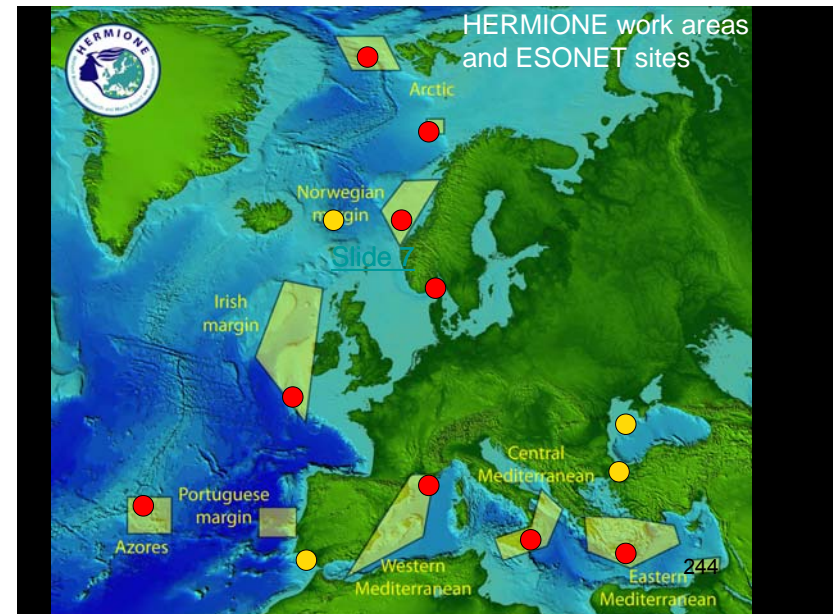 HERMIONE work areas
and ESONET sites
HERMIONE
Arctic
Norwegian
margin
Slide 7
Irish
margin
Central
Mediterranean
Portuguese
margin
Azores
Western
Mediterranean
244
Eastern
Mediterranean